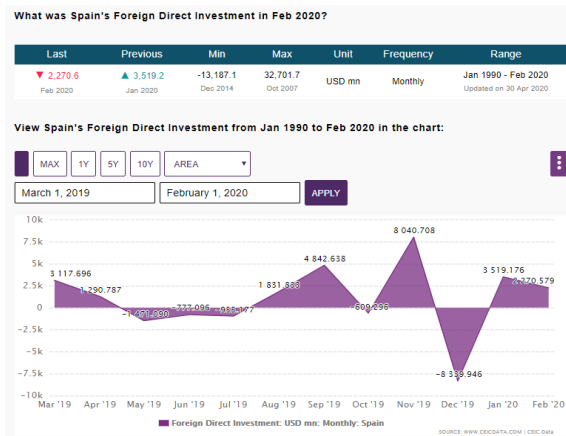 What was Spain's Foreign Direct Investment in Feb 2020?
Last Previous Min Max Unit Frequency Range
▼ 2,270.6 ▲ 3,519.2 -13,187.1 32,701.7 USD mn Monthly Jan 1990 - Feb 2020
Feb 2020 Jan 2020 Dec 2014 Oct 2007 Updated on 30 Apr 2020
View Spain's Foreign Direct Investment from Jan 1990 to Feb 2020 in the chart:
MAX 1Y 5Y 10Y AREA
March 1, 2019 February 1, 2020 APPLY
10k
7.5k
5k
2.5k
0
-2.5k
-5k
-7.5k
-10k
3 117.696
1 290.787
-1 471.090
-777.096
1 831.883
4 842.638
-609.296
8 040.708
3 519.176
2 270.579
Mar '19 Apr '19 May '19 Jun '19 Jul '19 Aug '19 Sep '19 Oct '19 Nov '19 Dec '19 Jan '20 Feb '20
Foreign Direct Investment: USD mn: Monthly: Spain
SOURCE: WWW.CEICDATA.COM | CEIC Data